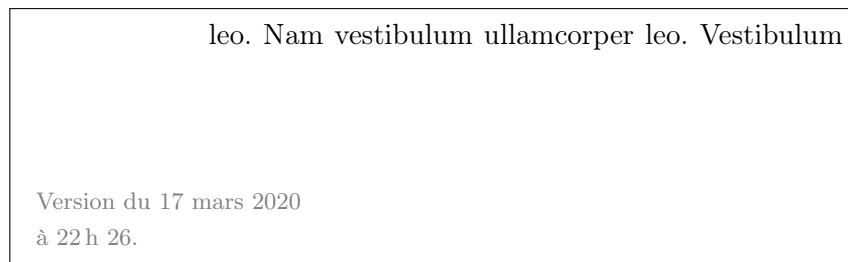 leo. Nam vestibulum ullamcorper leo. Vestibulum
Version du 17 mars 2020
à 22 h 26.